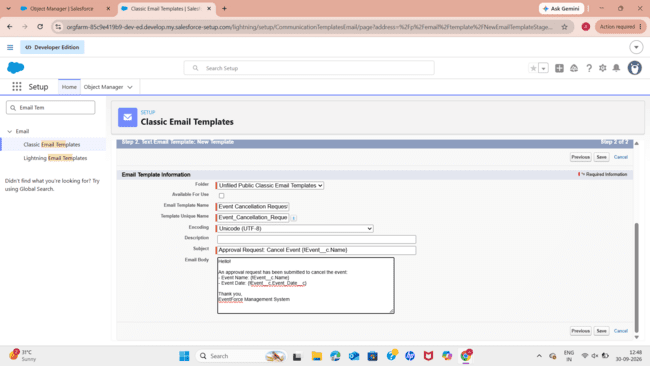 Object Manager | Salesforce
Classic Email Templates | Salesf
Ask Gemini
orgfarm-85c9e419b9-dev-ed.develop.my.salesforce-setup.com/lightning/setup/CommunicationTemplatesEmail/page?address=%2Fp%2Femail%2Ftemplate%2FNewEmailTemplateStage...
Action required
Developer Edition
Search Setup
Setup
Home
Object Manager
Email Tem
Email
Classic Email Templates
Lightning Email Templates
Didn't find what you're looking for? Try
using Global Search.
SETUP
Classic Email Templates
Step 2. Text Email Template: New Template
Step 2 of 2
Previous
Save
Cancel
Email Template Information
= Required Information
Folder
Unfiled Public Classic Email Templates
Available For Use
Email Template Name
Event Cancellation Request
Template Unique Name
Event_Cancellation_Reque
Encoding
Unicode (UTF-8)
Description
Subject
Approval Request: Cancel Event {!Event__c.Name}
Email Body
Hello!
An approval request has been submitted to cancel the event:
- Event Name: {!Event__c.Name}
- Event Date: {!Event__c.Event_Date__c}
Thank you,
EventForce Management System
Previous
Save
Cancel
31°C
Sunny
Search
ENG
IN
12:48
30-09-2026